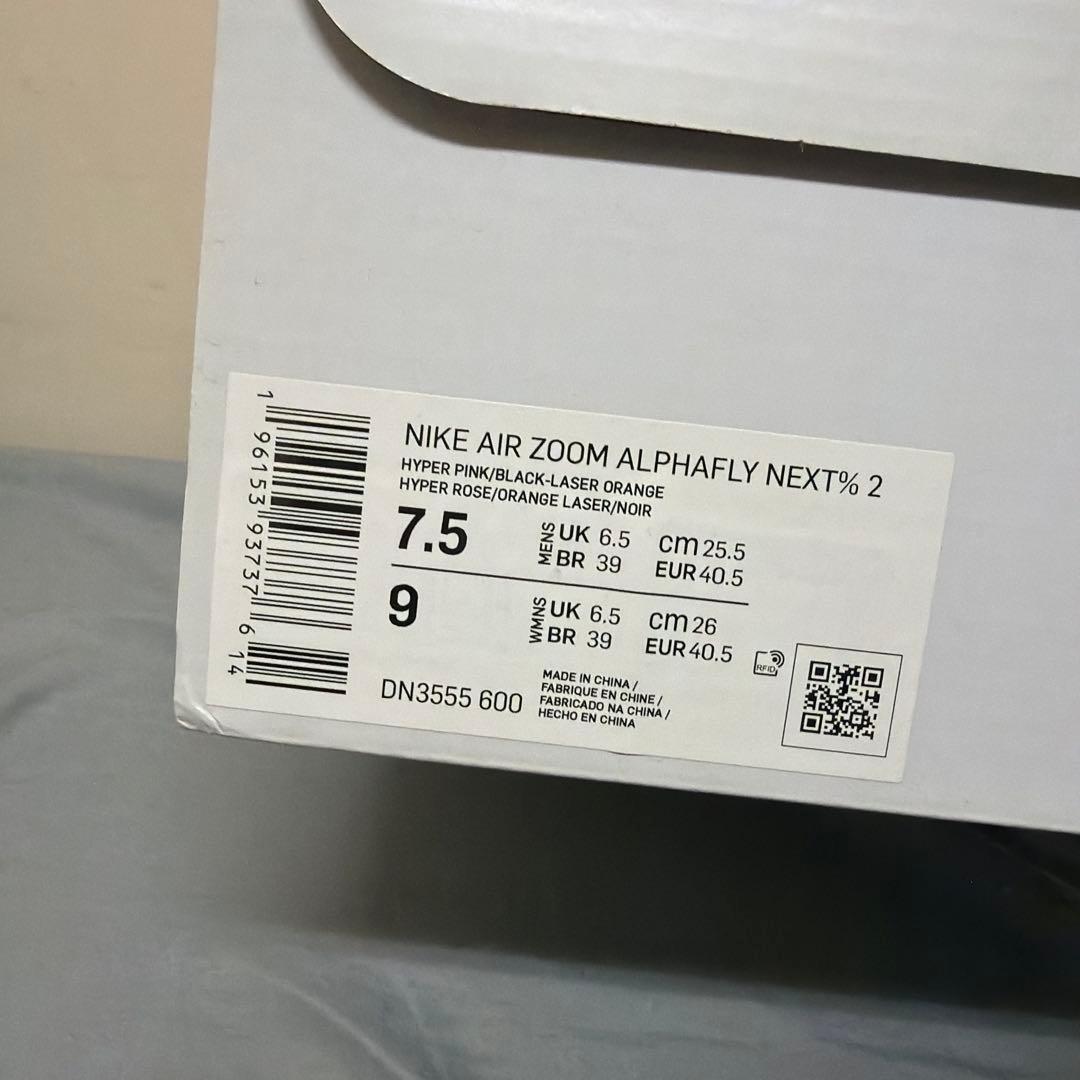 NIKE AIR ZOOM ALPHAFLY NEXT% 2
HYPER PINK/BLACK-LASER ORANGE
HYPER ROSE/ORANGE LASER/NOIR
7.5
MENS
UK 6.5 cm 25.5
BR 39 EUR 40.5
9
WMNS
UK 6.5 cm 26
BR 39 EUR 40.5
RFID
DN3555 600
MADE IN CHINA /
FABRIQUE EN CHINE /
FABRICADO NA CHINA /
HECHO EN CHINA
1 96153 93737 6 14